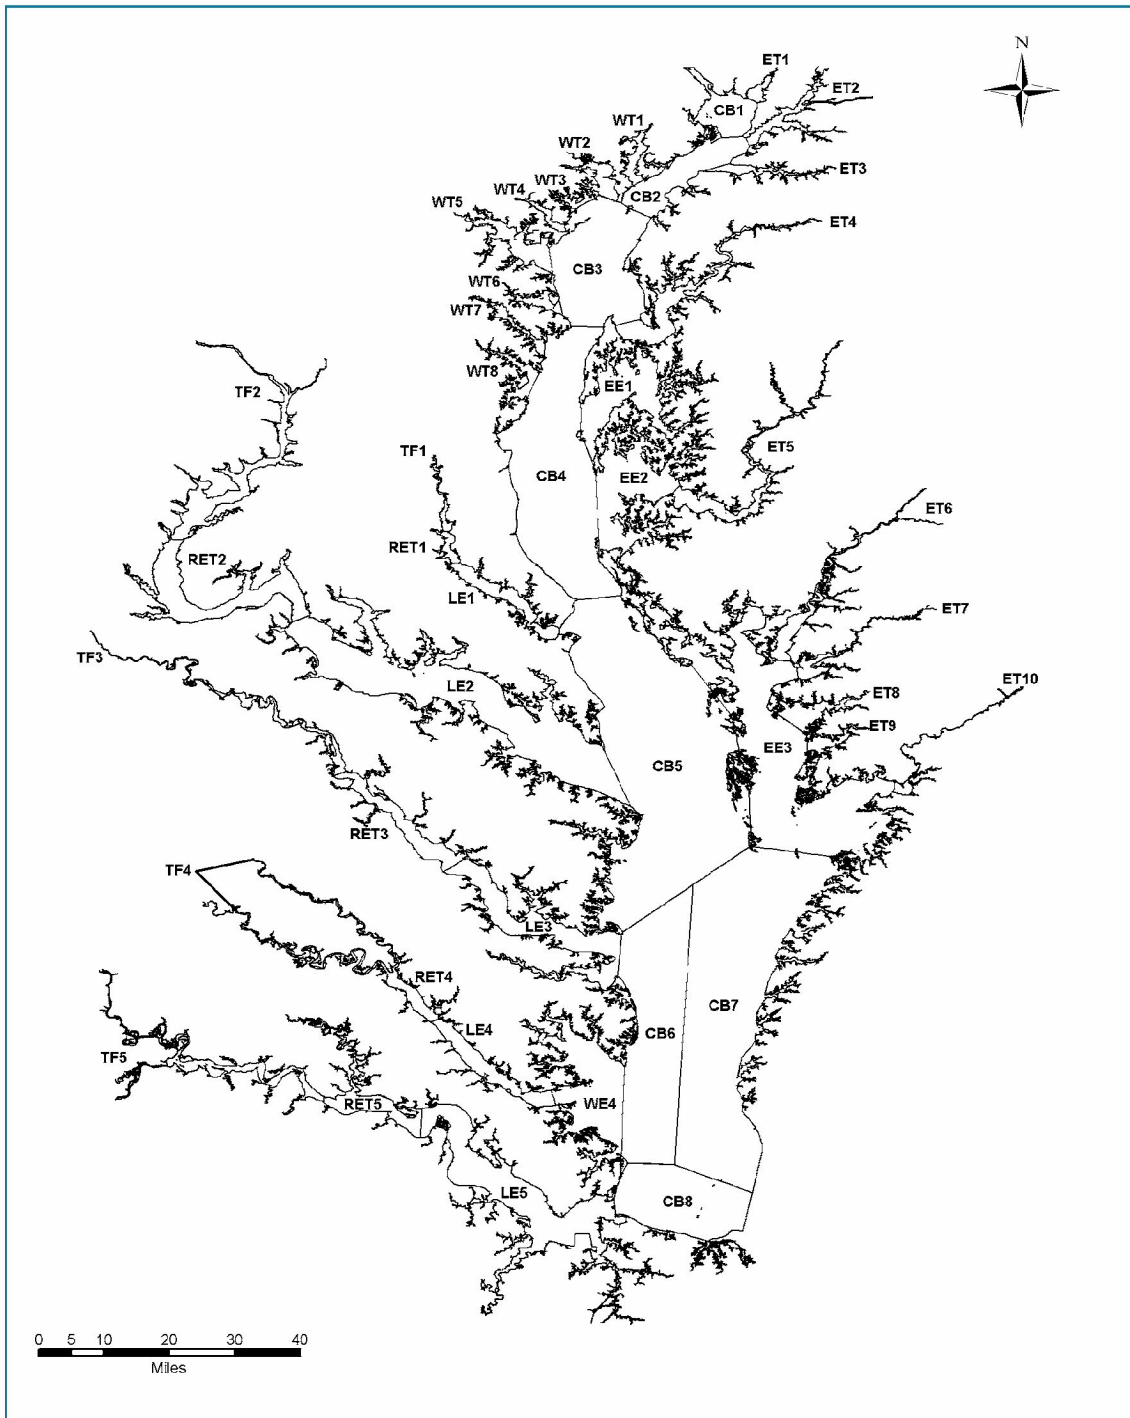 N
ET1
ET2
CB1
WT1
WT2
ET3
WT3
WT4
CB2
WT5
ET4
CB3
WT6
WT7
WT8
EE1
TF2
ET5
TF1
CB4
EE2
ET6
RET1
RET2
LE1
ET7
TF3
ET10
LE2
ET8
ET9
EE3
CB5
RET3
TF4
LE3
RET4
CB7
LE4
CB6
TF5
RET5
WE4
LE5
CB8
0 5 10 20 30 40
Miles